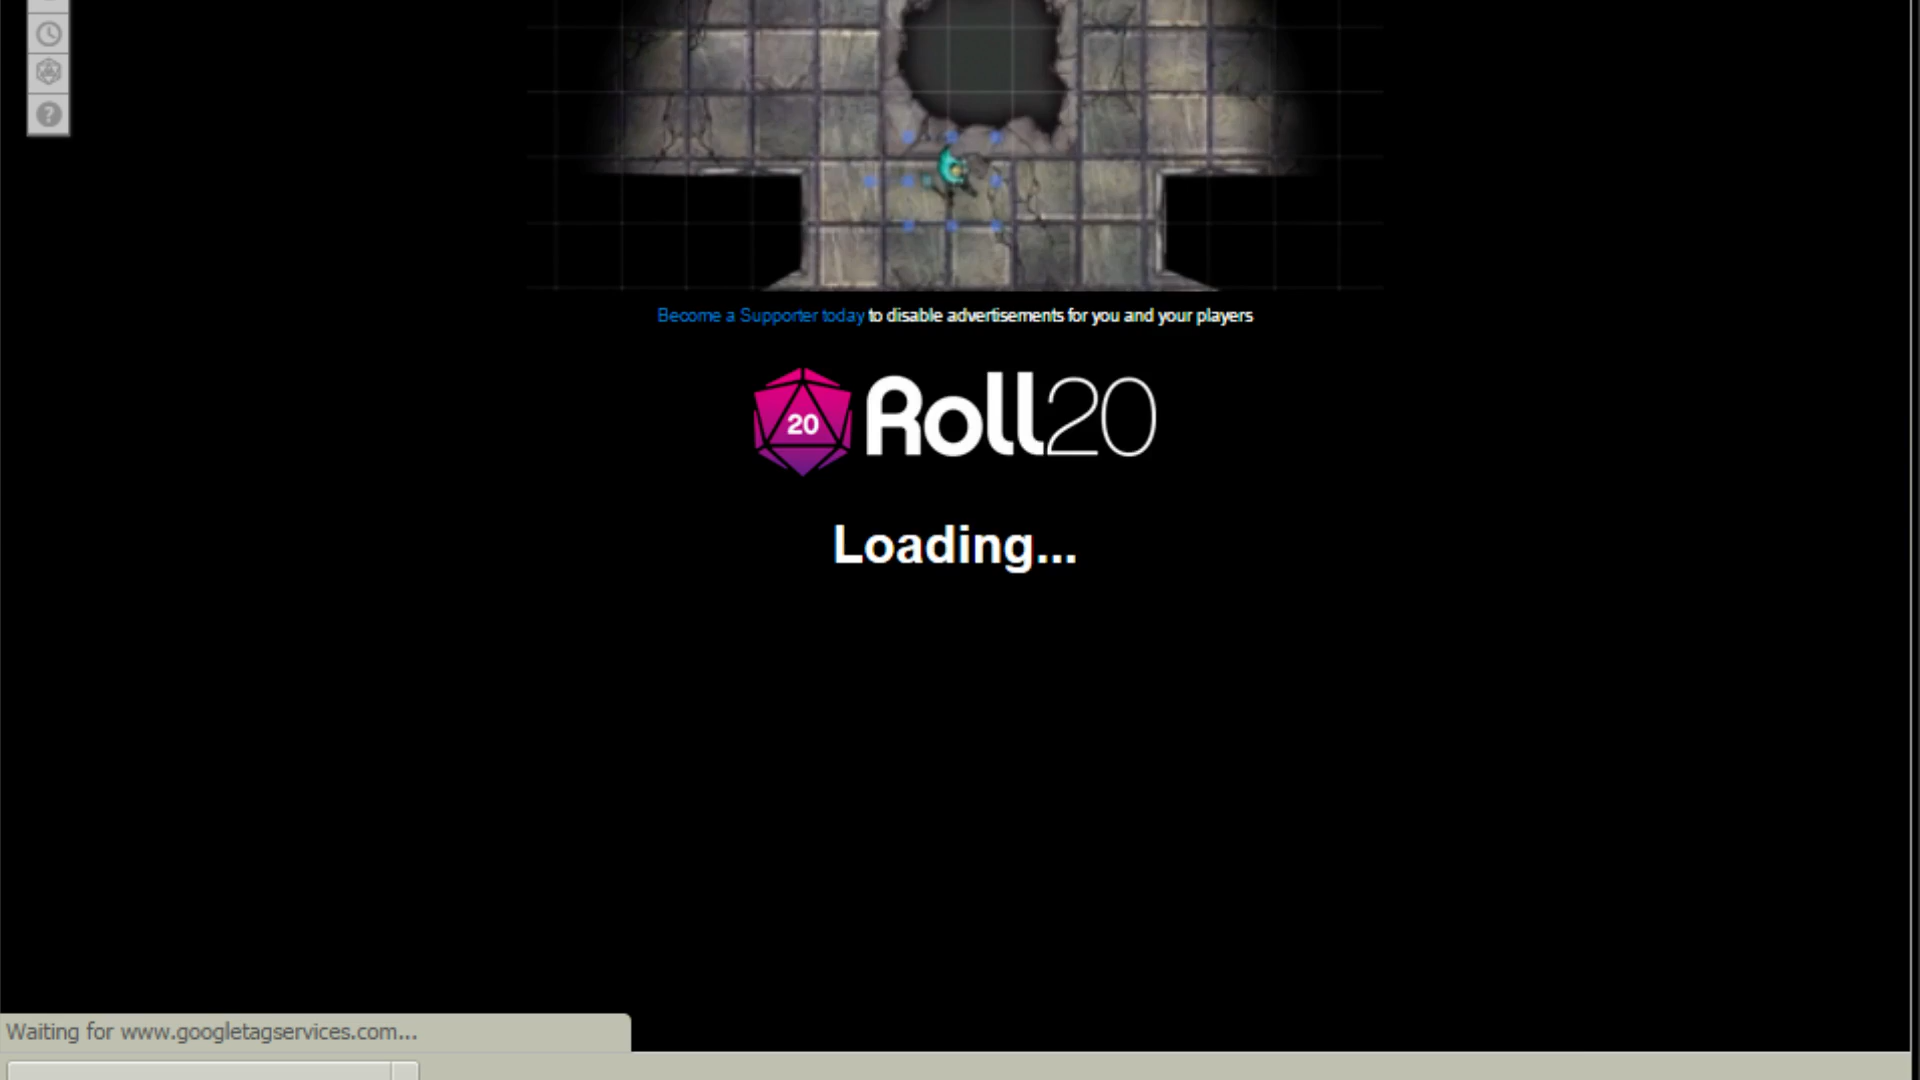 ?
Become a Supporter today to disable advertisements for you and your players
20 Roll20
Loading...
Waiting for www.googletagservices.com...